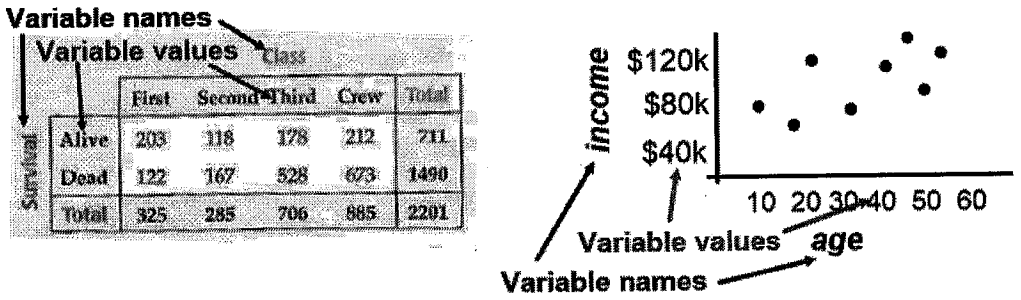 Variable names
Variable values
Class
First Second Third Crew Total
Survival
Alive 203 118 178 212 711
Dead 122 167 528 673 1490
Total 325 285 706 885 2201
income
$120k
$80k
$40k
10 20 30 40 50 60
Variable values age
Variable names